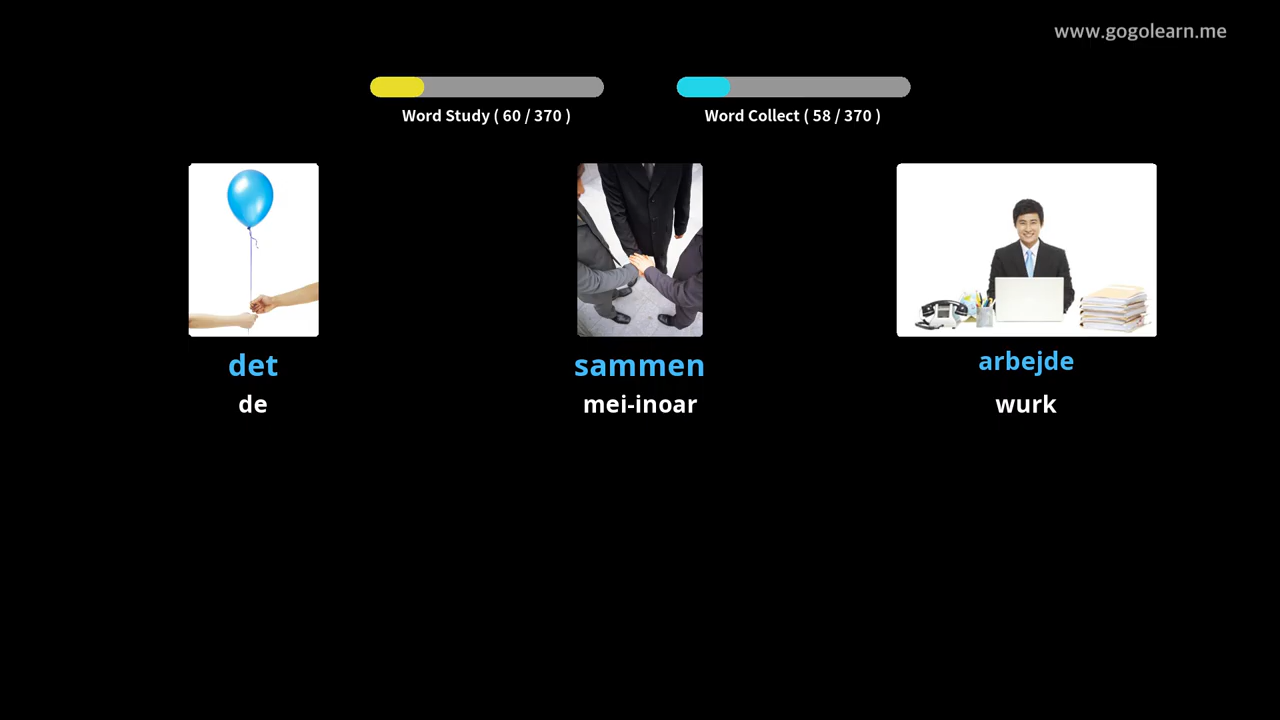 www.gogolearn.me
Word Study ( 60 / 370 )
Word Collect ( 58 / 370 )
det
de
sammen
mei-inoar
arbejde
wurk